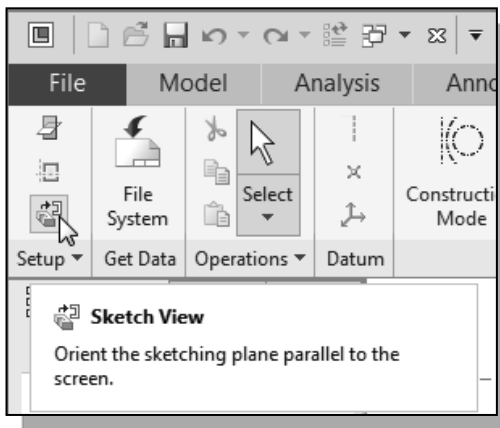 File Model Analysis Anno
File
System
Select
Constructi
Mode
Setup Get Data Operations Datum
Sketch View
Orient the sketching plane parallel to the
screen.